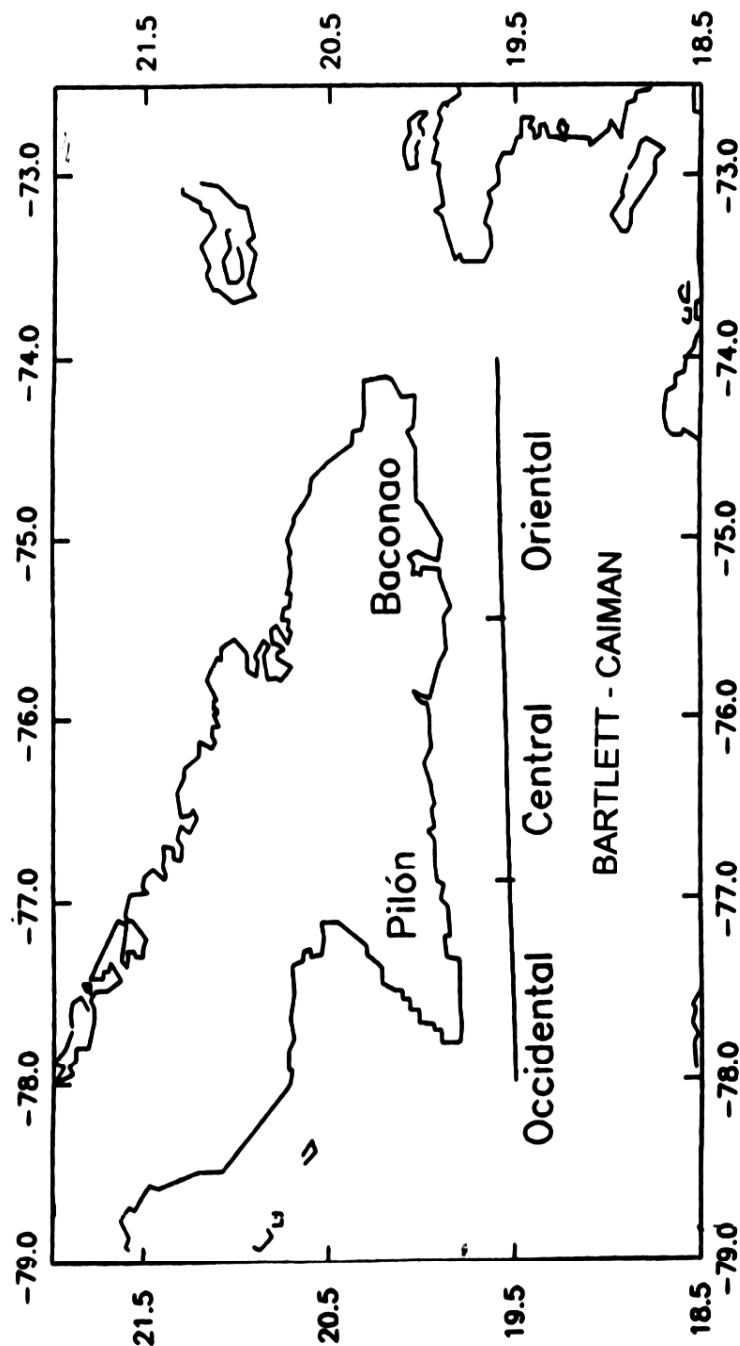 −79.0 −78.0 −77.0 −76.0 −75.0 −74.0 −73.0
21.5 21.5
20.5 20.5
Pilón Baconao
19.5 19.5
Occidental Central Oriental
BARTLETT - CAIMAN
18.5 18.5
−79.0 −78.0 −77.0 −76.0 −75.0 −74.0 −73.0